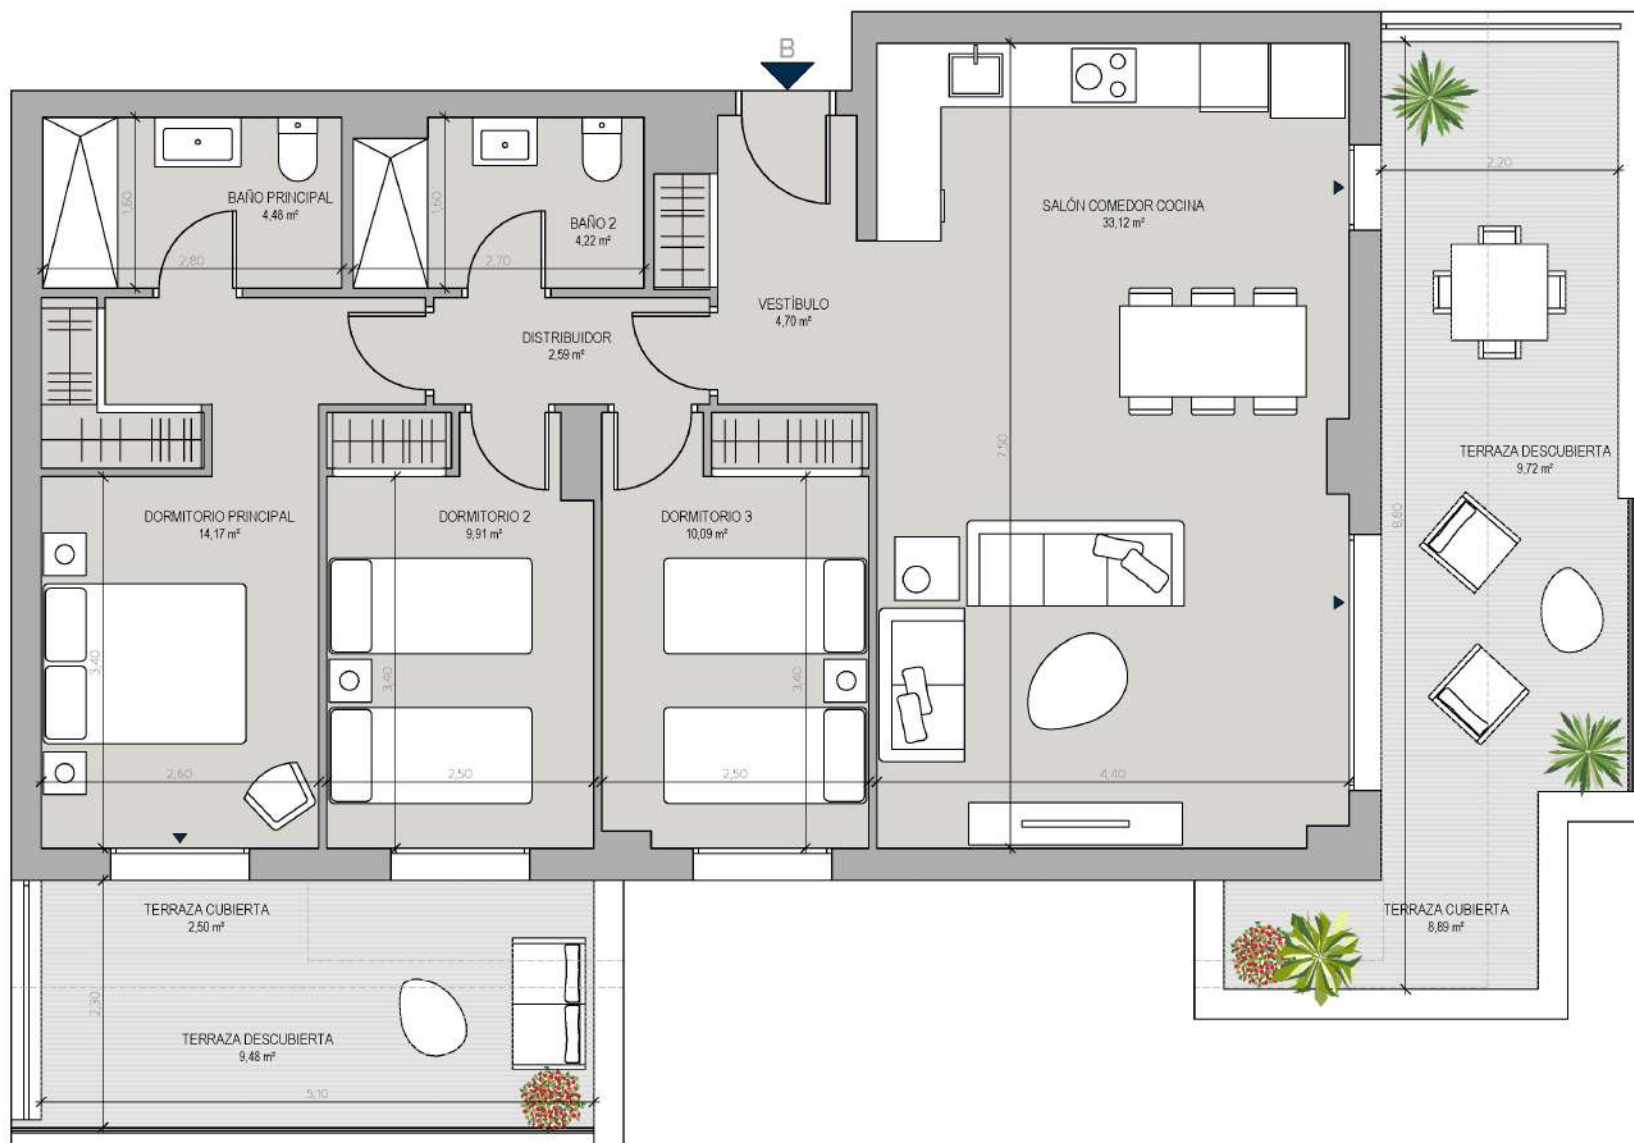 B
BAÑO PRINCIPAL
4,48 m²
1,60
2,80
BAÑO 2
4,22 m²
1,60
2,70
SALÓN COMEDOR COCINA
33,12 m²
2,20
VESTÍBULO
4,70 m²
DISTRIBUIDOR
2,59 m²
7,50
TERRAZA DESCUBIERTA
9,72 m²
8,80
DORMITORIO PRINCIPAL
14,17 m²
DORMITORIO 2
9,91 m²
DORMITORIO 3
10,09 m²
3,40
3,40
3,40
2,60
2,50
2,50
4,40
TERRAZA CUBIERTA
2,50 m²
TERRAZA CUBIERTA
8,89 m²
2,30
TERRAZA DESCUBIERTA
9,48 m²
5,10